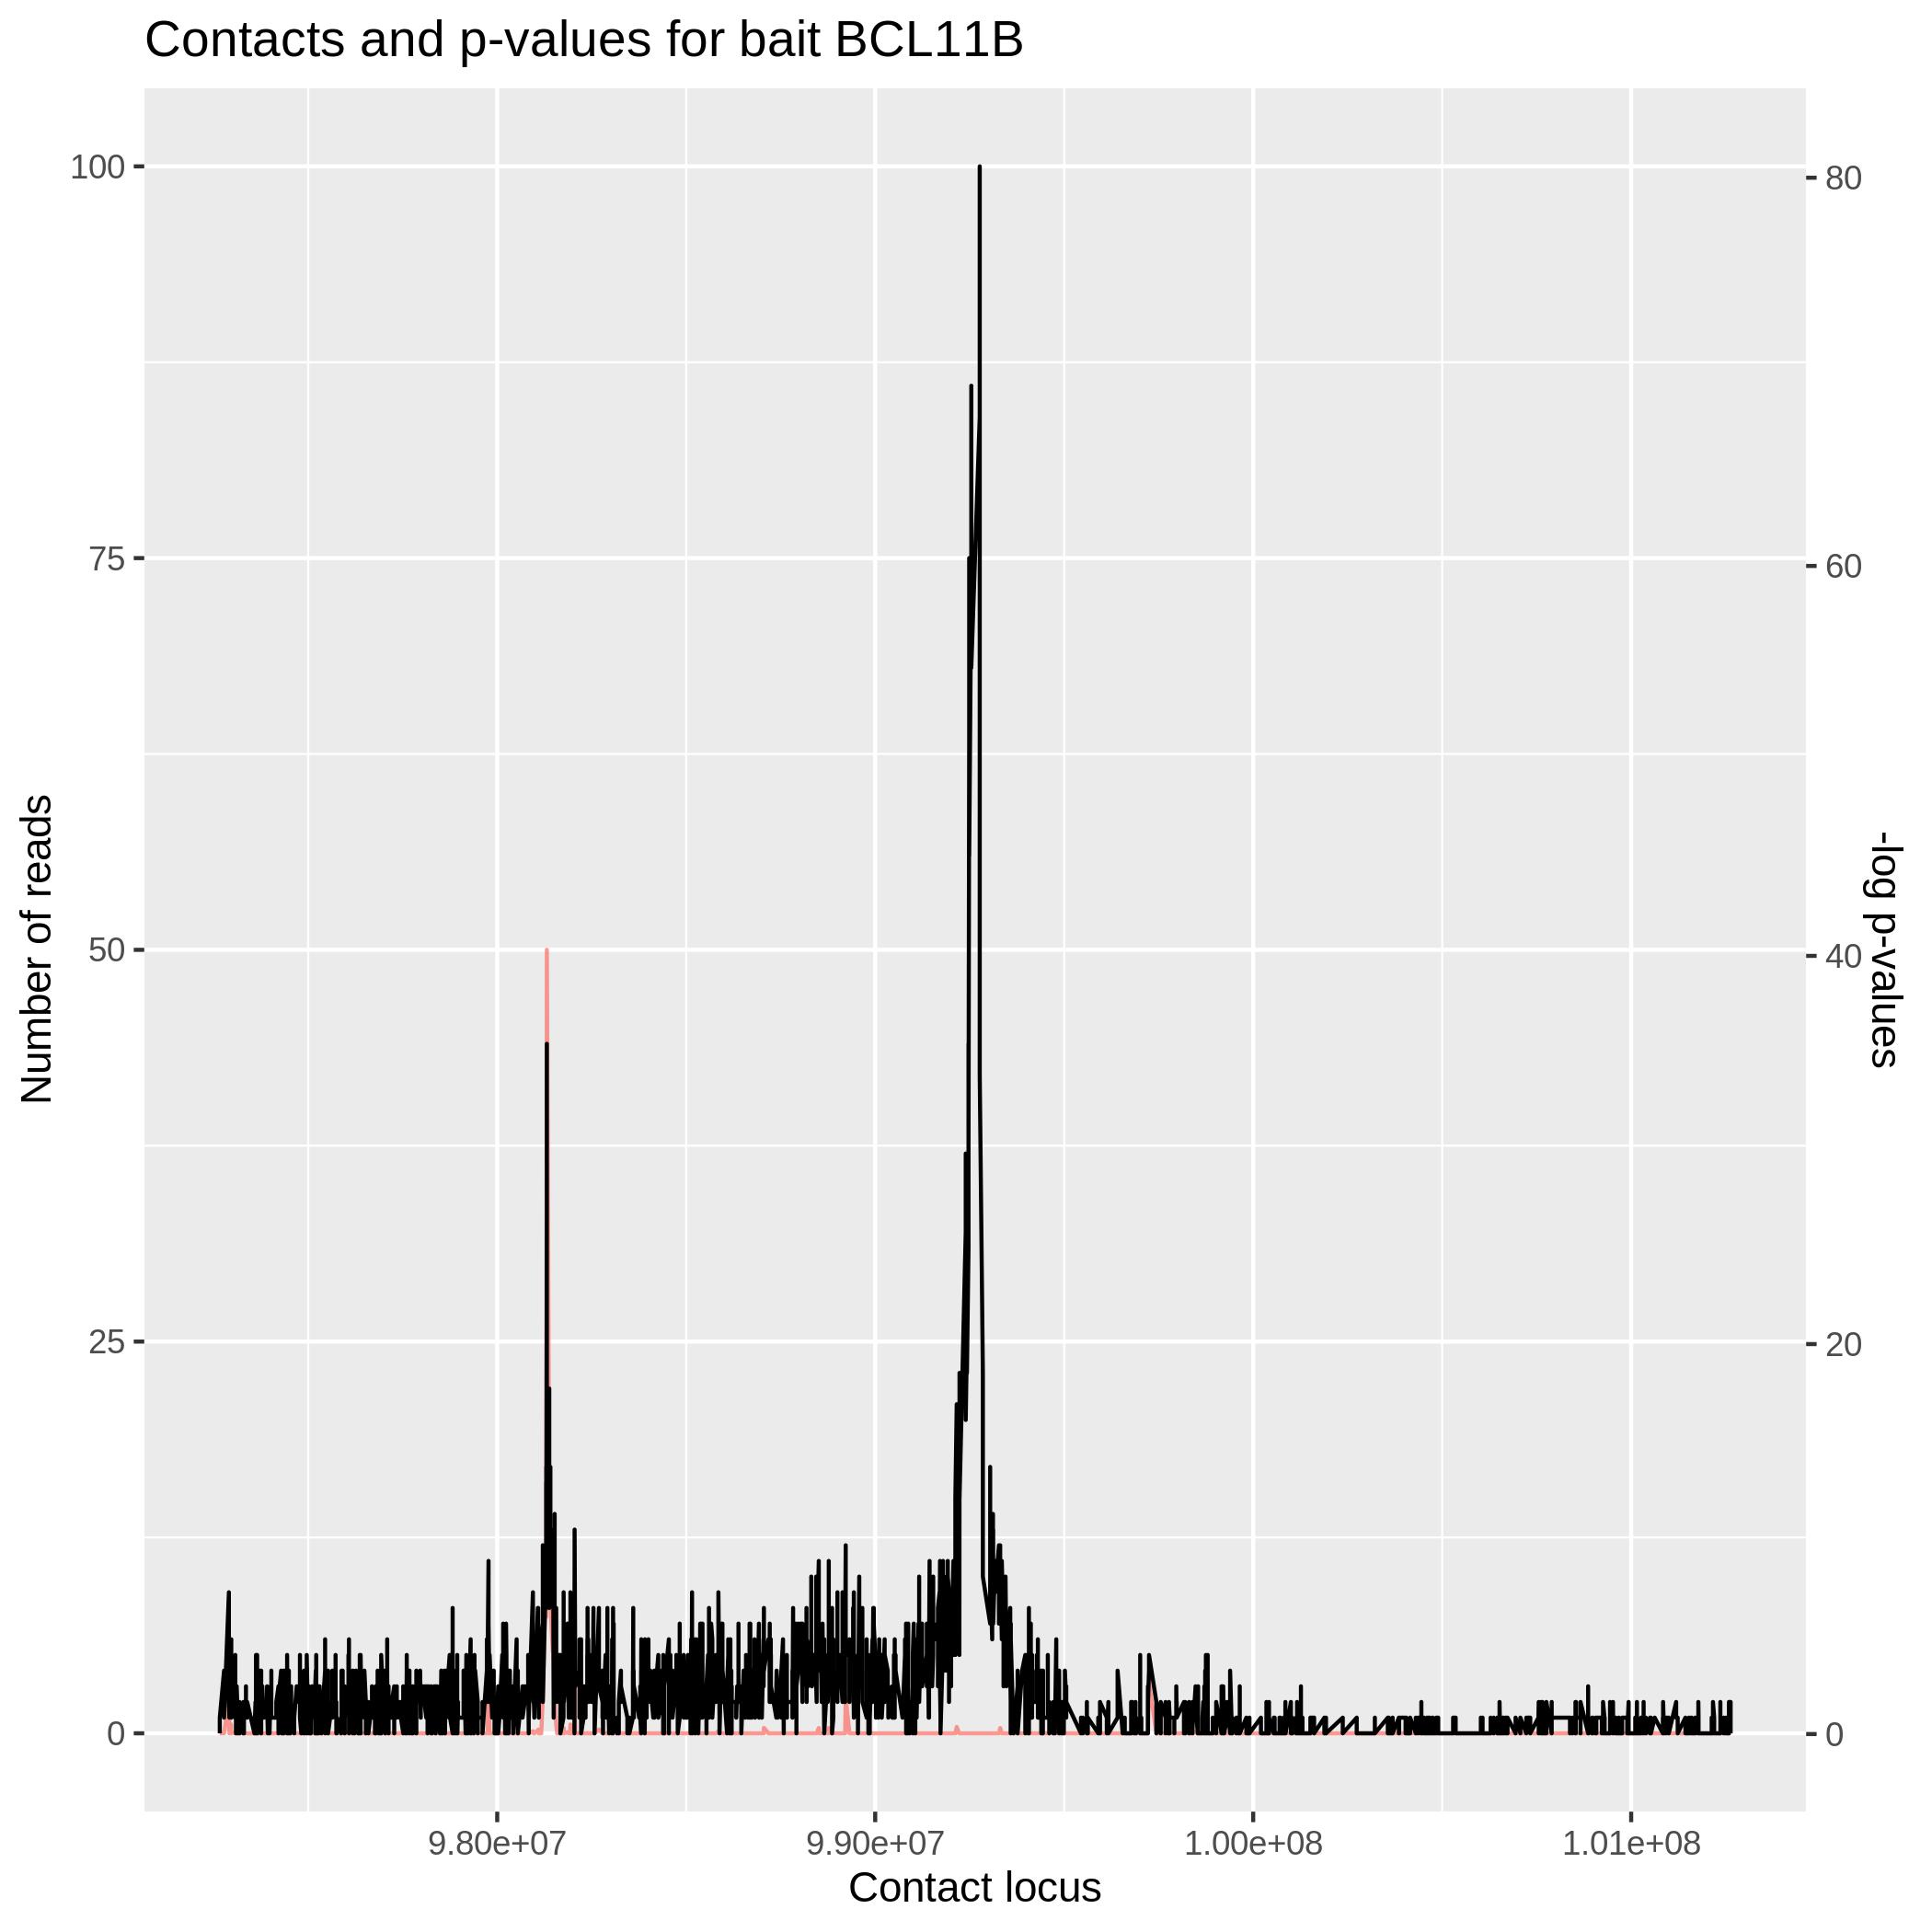 Contacts and p-values for bait BCL11B
100
75
50
25
0
Number of reads
80
60
40
20
0
-log p-values
9.80e+07
9.90e+07
1.00e+08
1.01e+08
Contact locus